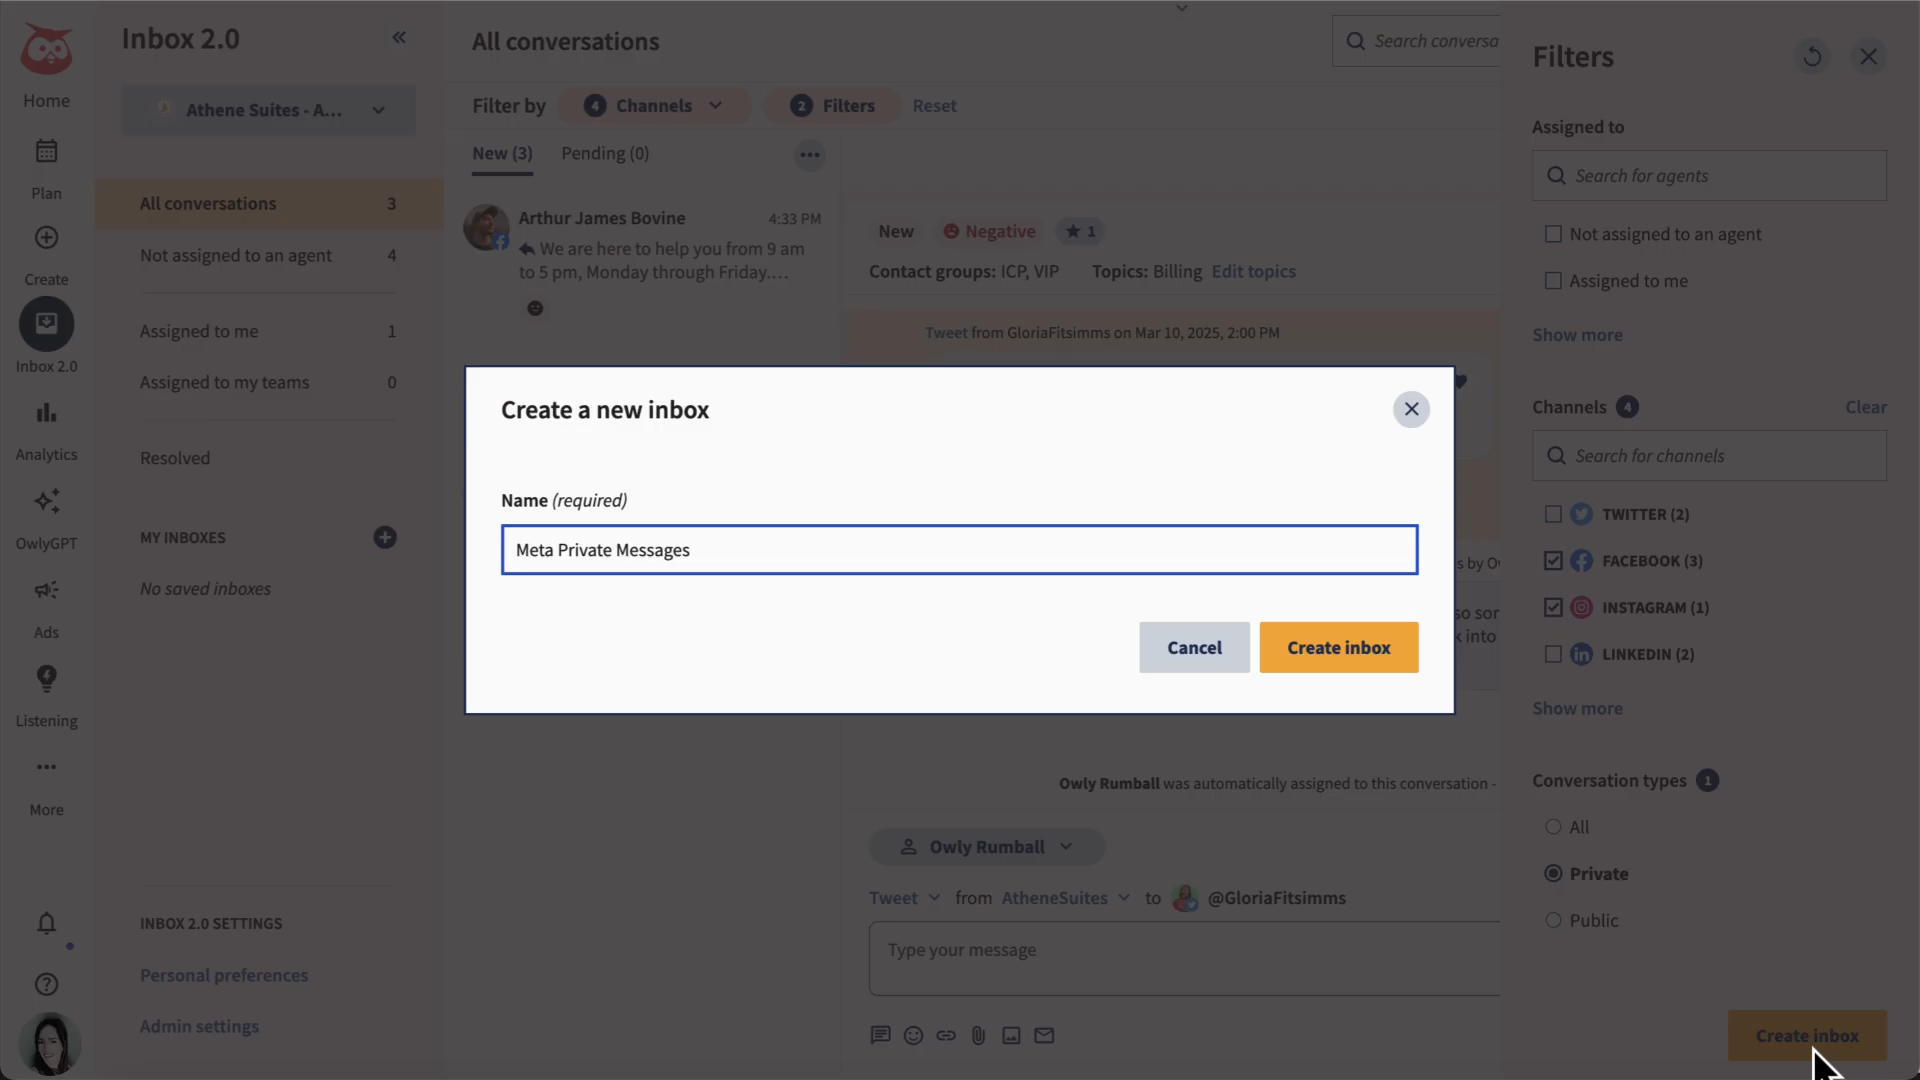 Home
Plan
Create
Inbox 2.0
Analytics
OwlyGPT
Ads
Listening
More
Inbox 2.0
Athene Suites - A...
All conversations 3
Not assigned to an agent 4
Assigned to me 1
Assigned to my teams 0
Resolved
MY INBOXES
No saved inboxes
INBOX 2.0 SETTINGS
Personal preferences
Admin settings
All conversations
Search conversa
Filter by 4 Channels 2 Filters Reset
New (3) Pending (0)
Arthur James Bovine 4:33 PM
We are here to help you from 9 am
to 5 pm, Monday through Friday....
New Negative 1
Contact groups: ICP, VIP Topics: Billing Edit topics
Tweet from GloriaFitsimms on Mar 10, 2025, 2:00 PM
Create a new inbox
Name (required)
Meta Private Messages
Cancel Create inbox
s by Ov
so sor
k into
Owly Rumball was automatically assigned to this conversation -
Owly Rumball
Tweet from AtheneSuites to @GloriaFitsimms
Type your message
Filters
Assigned to
Search for agents
Not assigned to an agent
Assigned to me
Show more
Channels 4 Clear
Search for channels
TWITTER (2)
FACEBOOK (3)
INSTAGRAM (1)
LINKEDIN (2)
Show more
Conversation types 1
All
Private
Public
Create inbox